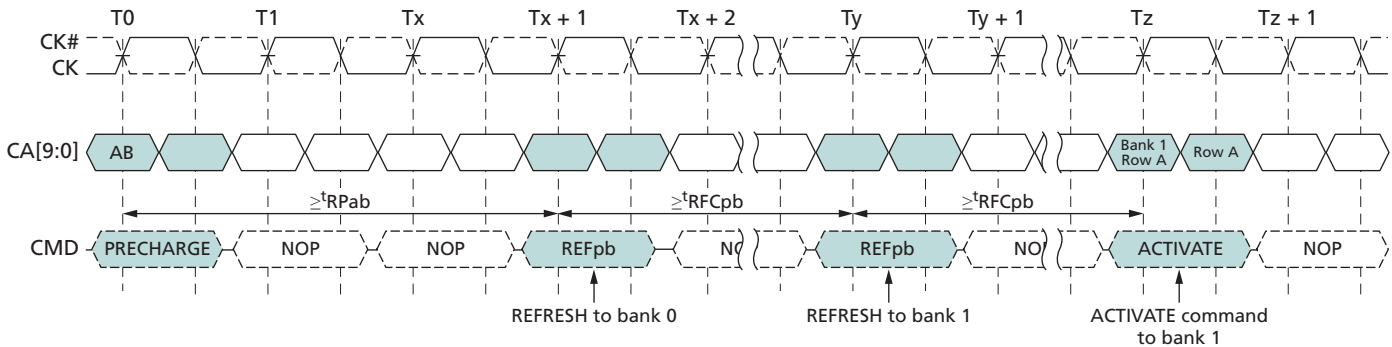 T0 T1 Tx Tx + 1 Tx + 2 Ty Ty + 1 Tz Tz + 1
CK#
CK
CA[9:0] AB Bank 1 Row A Row A
≥tRPab ≥tRFCpb ≥tRFCpb
CMD PRECHARGE NOP NOP REFpb REFpb ACTIVATE NOP
REFRESH to bank 0 REFRESH to bank 1 ACTIVATE command
to bank 1